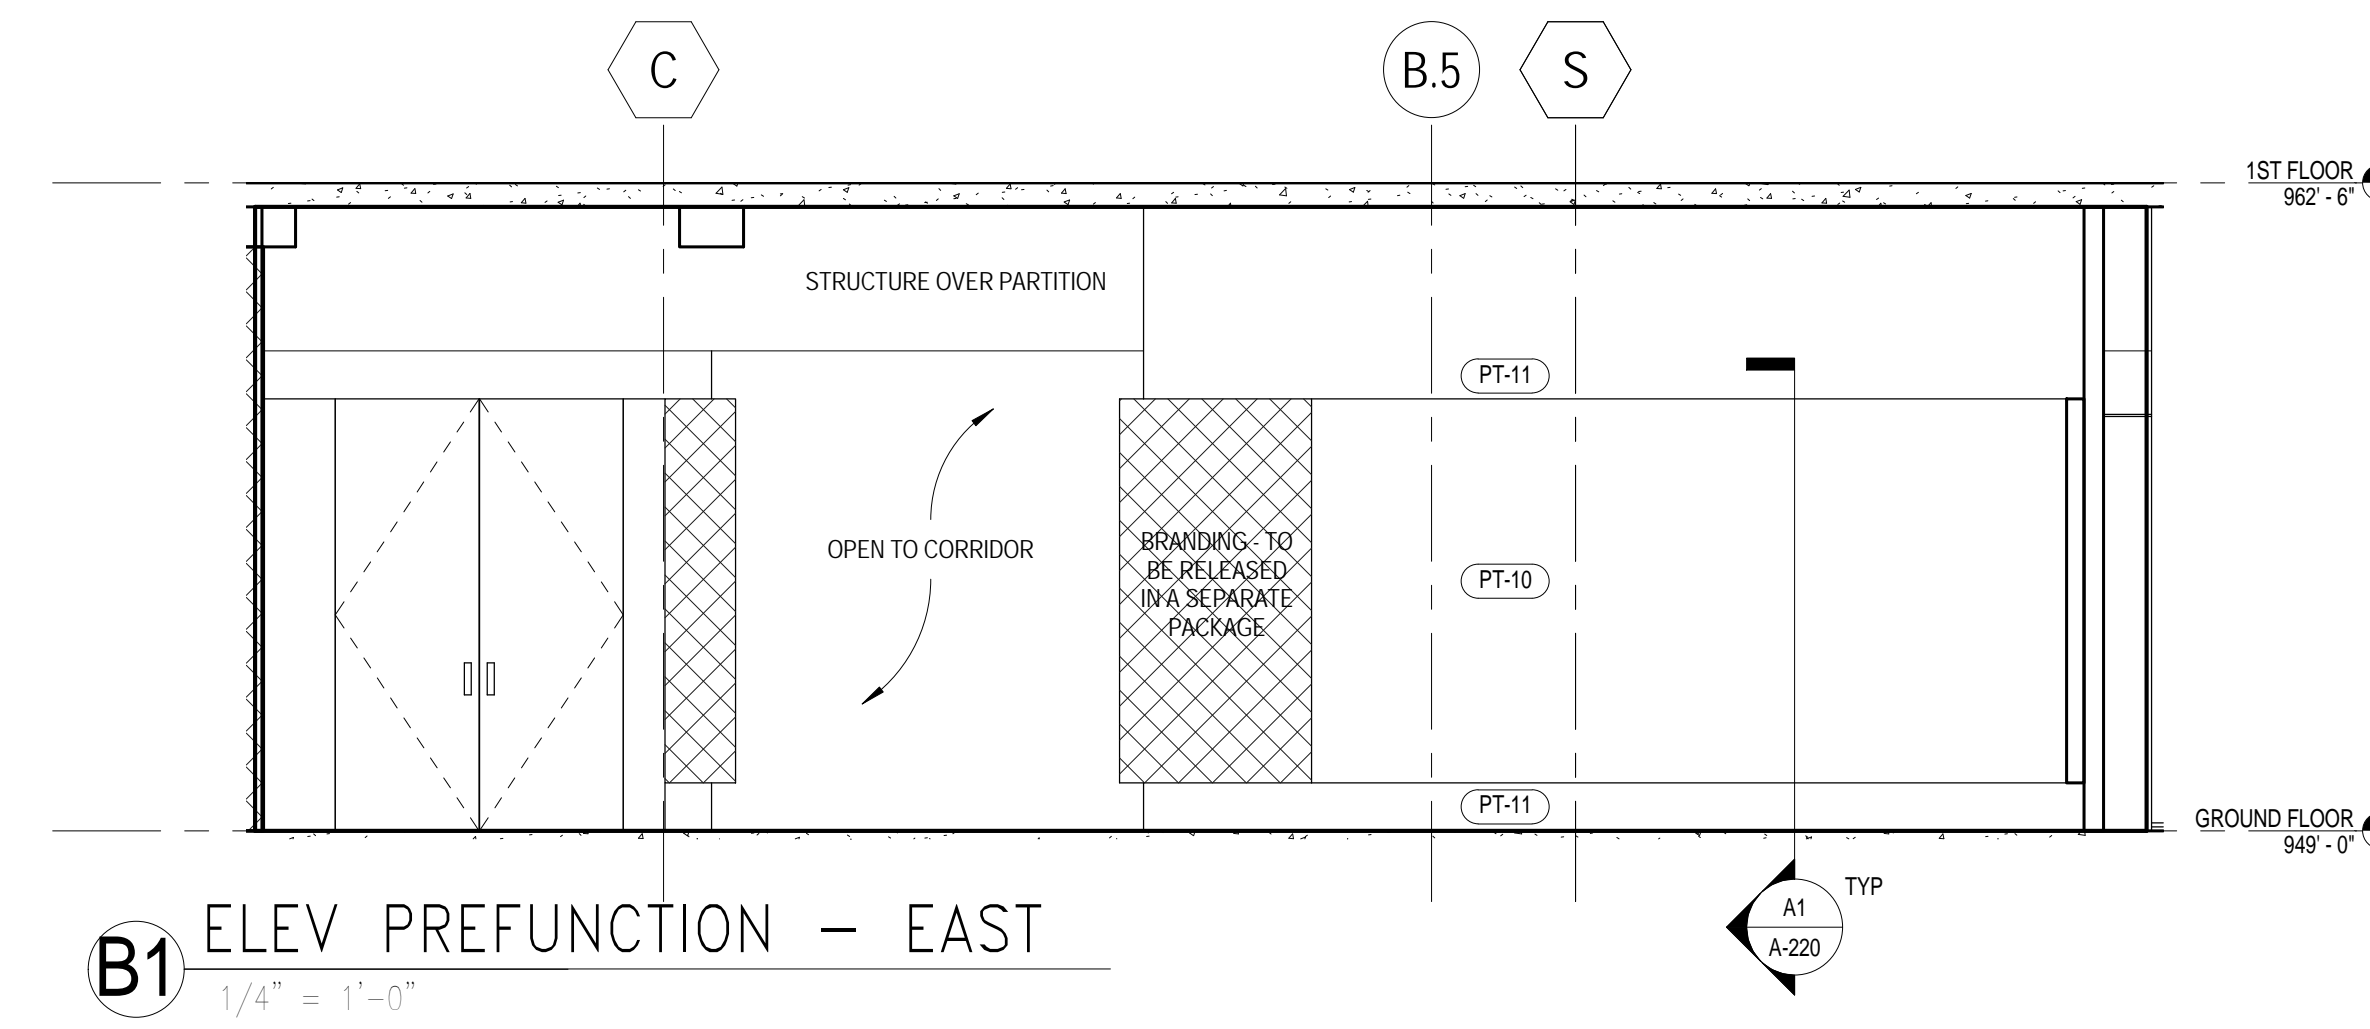 C
B.5
S
1ST FLOOR
962' - 6"
STRUCTURE OVER PARTITION
PT-11
OPEN TO CORRIDOR
BRANDING - TO
BE RELEASED
IN A SEPARATE
PACKAGE
PT-10
PT-11
GROUND FLOOR
949' - 0"
TYP
A1
A-220
B1
ELEV PREFUNCTION - EAST
1/4" = 1'-0"